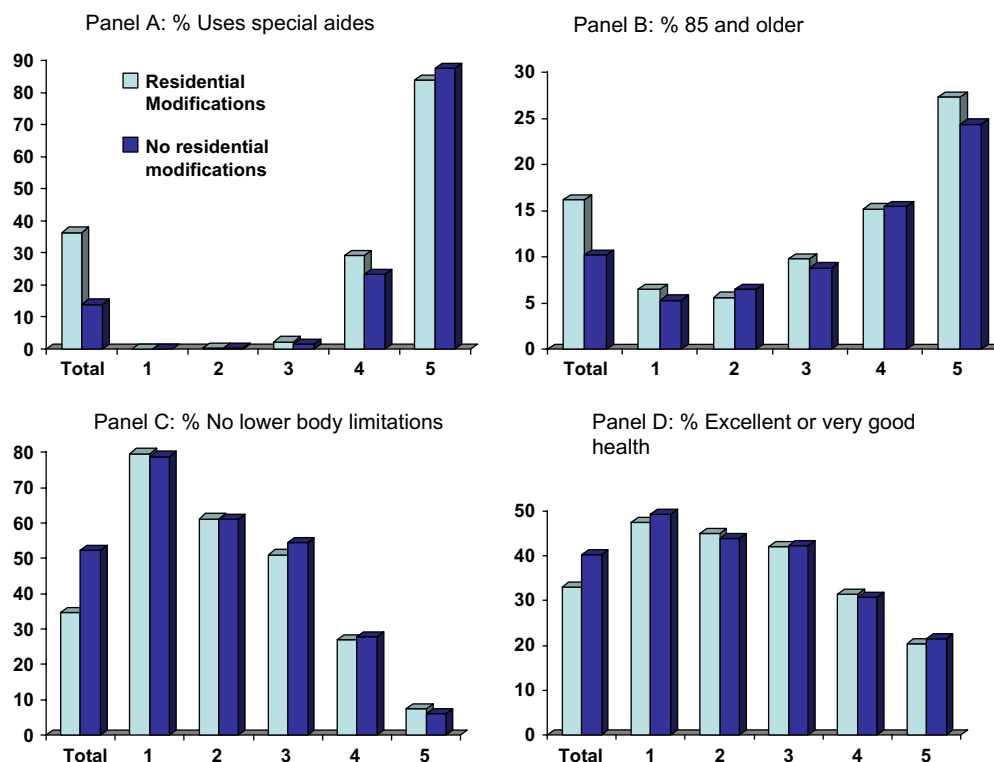 Panel A: % Uses special aides
90
80
70
60
50
40
30
20
10
0
Residential
Modifications
No residential
modifications
Total 1 2 3 4 5
Panel B: % 85 and older
30
25
20
15
10
5
0
Total 1 2 3 4 5
Panel C: % No lower body limitations
80
70
60
50
40
30
20
10
0
Total 1 2 3 4 5
Panel D: % Excellent or very good
health
50
40
30
20
10
0
Total 1 2 3 4 5